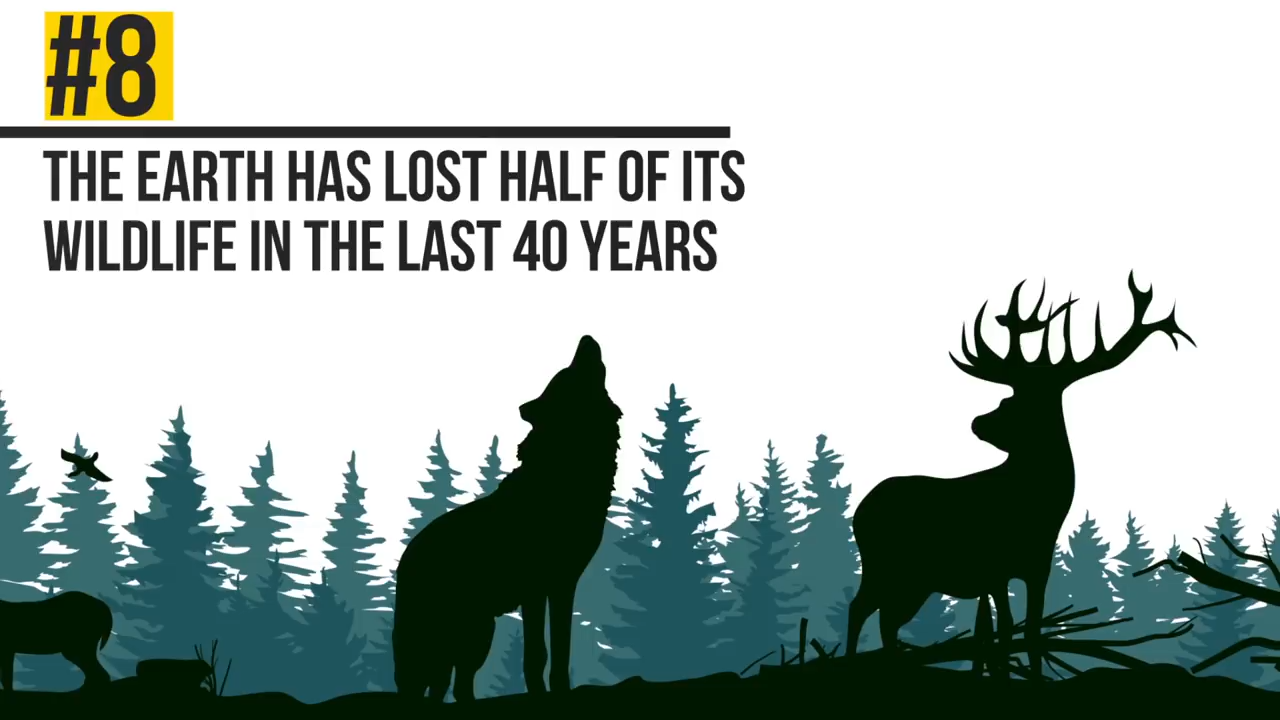 #8
THE EARTH HAS LOST HALF OF ITS
WILDLIFE IN THE LAST 40 YEARS